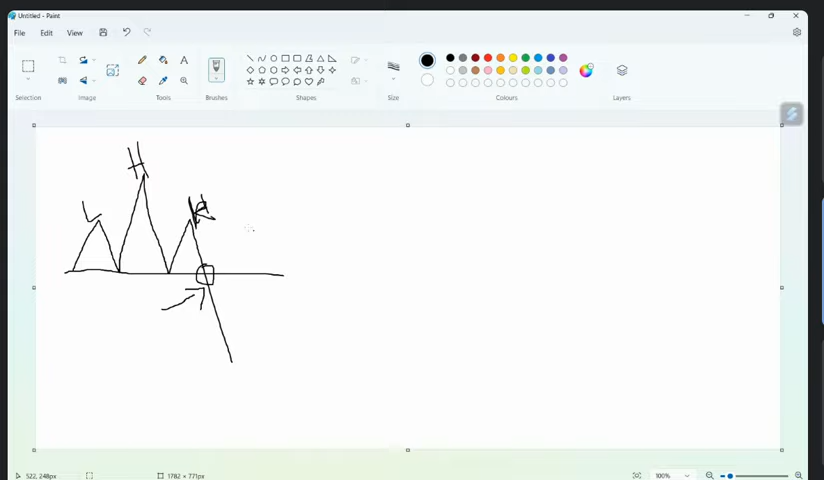 Untitled - Paint
File Edit View
Selection Image Tools Brushes Shapes Size Colours Layers
H
L
522, 248px 1782 × 771px 100%